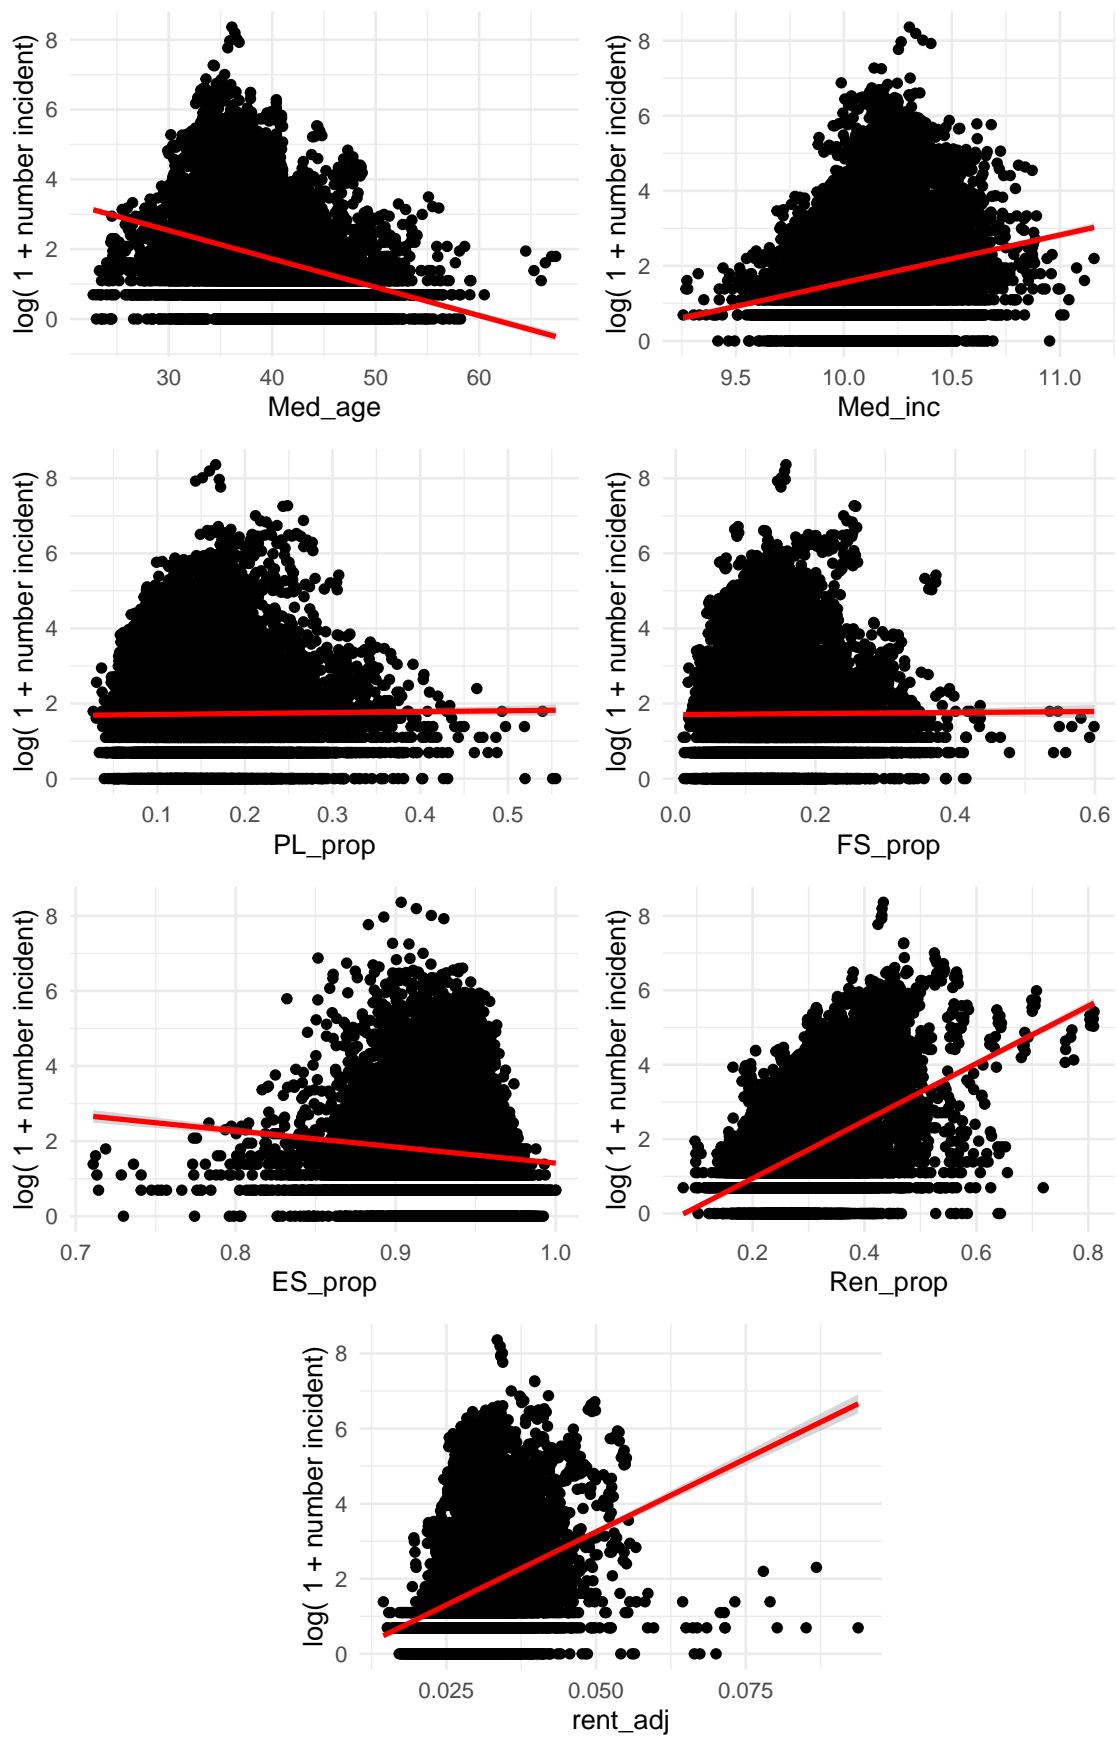 log( 1 + number incident)
8
6
4
2
0
30 40 50 60
Med_age
log( 1 + number incident)
8
6
4
2
0
9.5 10.0 10.5 11.0
Med_inc
log( 1 + number incident)
8
6
4
2
0
0.1 0.2 0.3 0.4 0.5
PL_prop
log( 1 + number incident)
8
6
4
2
0
0.0 0.2 0.4 0.6
FS_prop
log( 1 + number incident)
8
6
4
2
0
0.7 0.8 0.9 1.0
ES_prop
log( 1 + number incident)
8
6
4
2
0
0.2 0.4 0.6 0.8
Ren_prop
log( 1 + number incident)
8
6
4
2
0
0.025 0.050 0.075
rent_adj